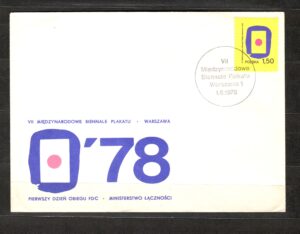 POLSKA 1,50
VII
Międzynarodowe
Biennale Plakatu
Warszawa 1
1.6.1978
VII MIĘDZYNARODOWE BIENNALE PLAKATU · WARSZAWA
'78
PIERWSZY DZIEŃ OBIEGU FDC · MINISTERSTWO ŁĄCZNOŚCI